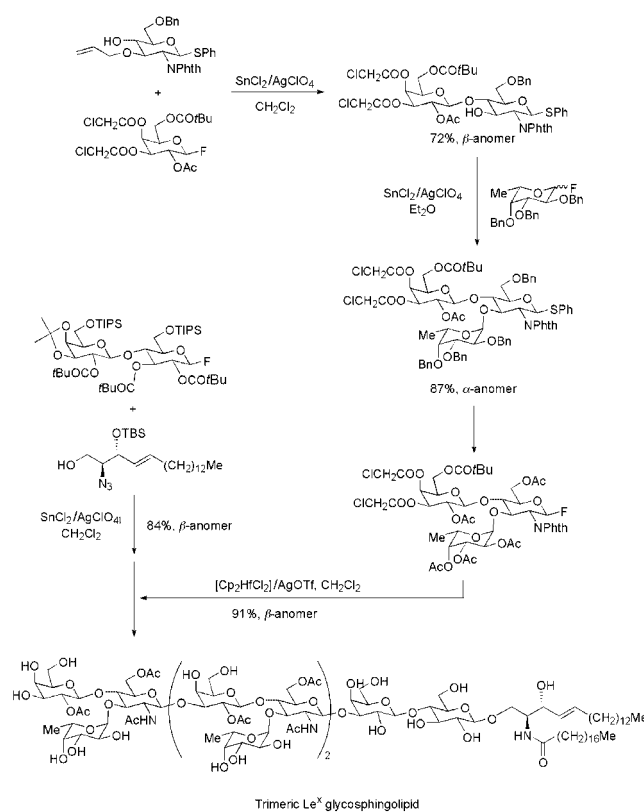 OBn
HO
O
SPh
O
NPhth
+
ClCH2COO
OCOtBu
ClCH2COO
O
F
OAc
SnCl2/AgClO4
CH2Cl2
ClCH2COO
OCOtBu
OBn
ClCH2COO
O
O
O
SPh
OAc
HO
NPhth
72%, β-anomer
SnCl2/AgClO4
Et2O
Me
O
F
OBn
OBn
BnO
ClCH2COO
OCOtBu
OBn
ClCH2COO
O
O
O
SPh
OAc
O
NPhth
Me
O
O
OBn
OBn
BnO
87%, α-anomer
OTIPS
OTIPS
O
O
O
O
O
F
tBuOCO
tBuOCO
OCOtBu
+
OTBS
HO
(CH2)12Me
N3
SnCl2/AgClO4l
CH2Cl2
84%, β-anomer
ClCH2COO
OCOtBu
OAc
ClCH2COO
O
O
O
F
OAc
O
NPhth
Me
O
O
OAc
OAc
AcO
[Cp2HfCl2]/AgOTf, CH2Cl2
91%, β-anomer
HO
OH
OAc
HO
OH
OAc
HO
OH
OH
OH
HO
O
O
O
O
O
O
O
O
O
O
O
O
(CH2)12Me
OAc
O
AcHN
OAc
O
AcHN
OH
HO
OH
HN
(CH2)16Me
Me
O
O
OH
OH
HO
Me
O
O
OH
OH
HO
2
O
Trimeric Lex glycosphingolipid